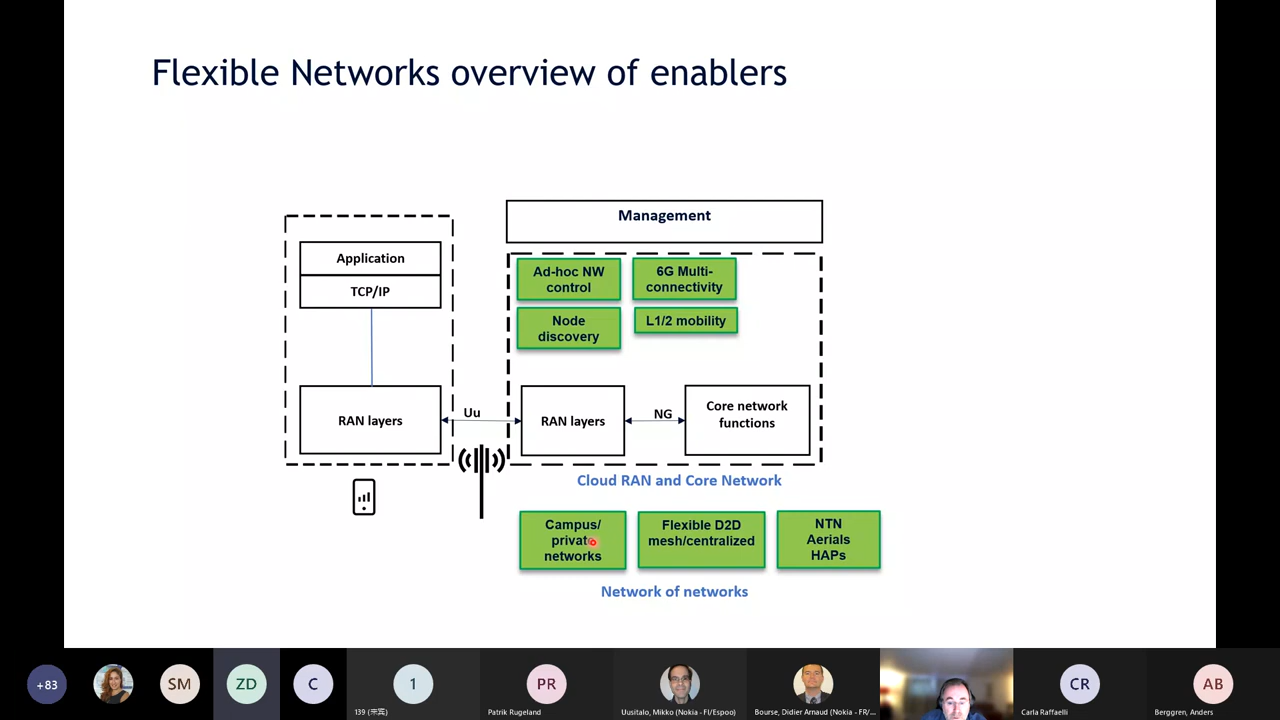 Flexible Networks overview of enablers
Management
Application
TCP/IP
Ad-hoc NW
control
6G Multi-
connectivity
Node
discovery
L1/2 mobility
RAN layers
Uu
RAN layers
NG
Core network
functions
Cloud RAN and Core Network
Campus/
private
networks
Flexible D2D
mesh/centralized
NTN
Aerials
HAPs
Network of networks
+83
SM
ZD
C
1
PR
CR
AB
139 (宋宾)
Patrik Rugeland
Uusitalo, Mikko (Nokia - FI/Espoo)
Bourse, Didier Arnaud (Nokia - FR/...
Carla Raffaelli
Berggren, Anders